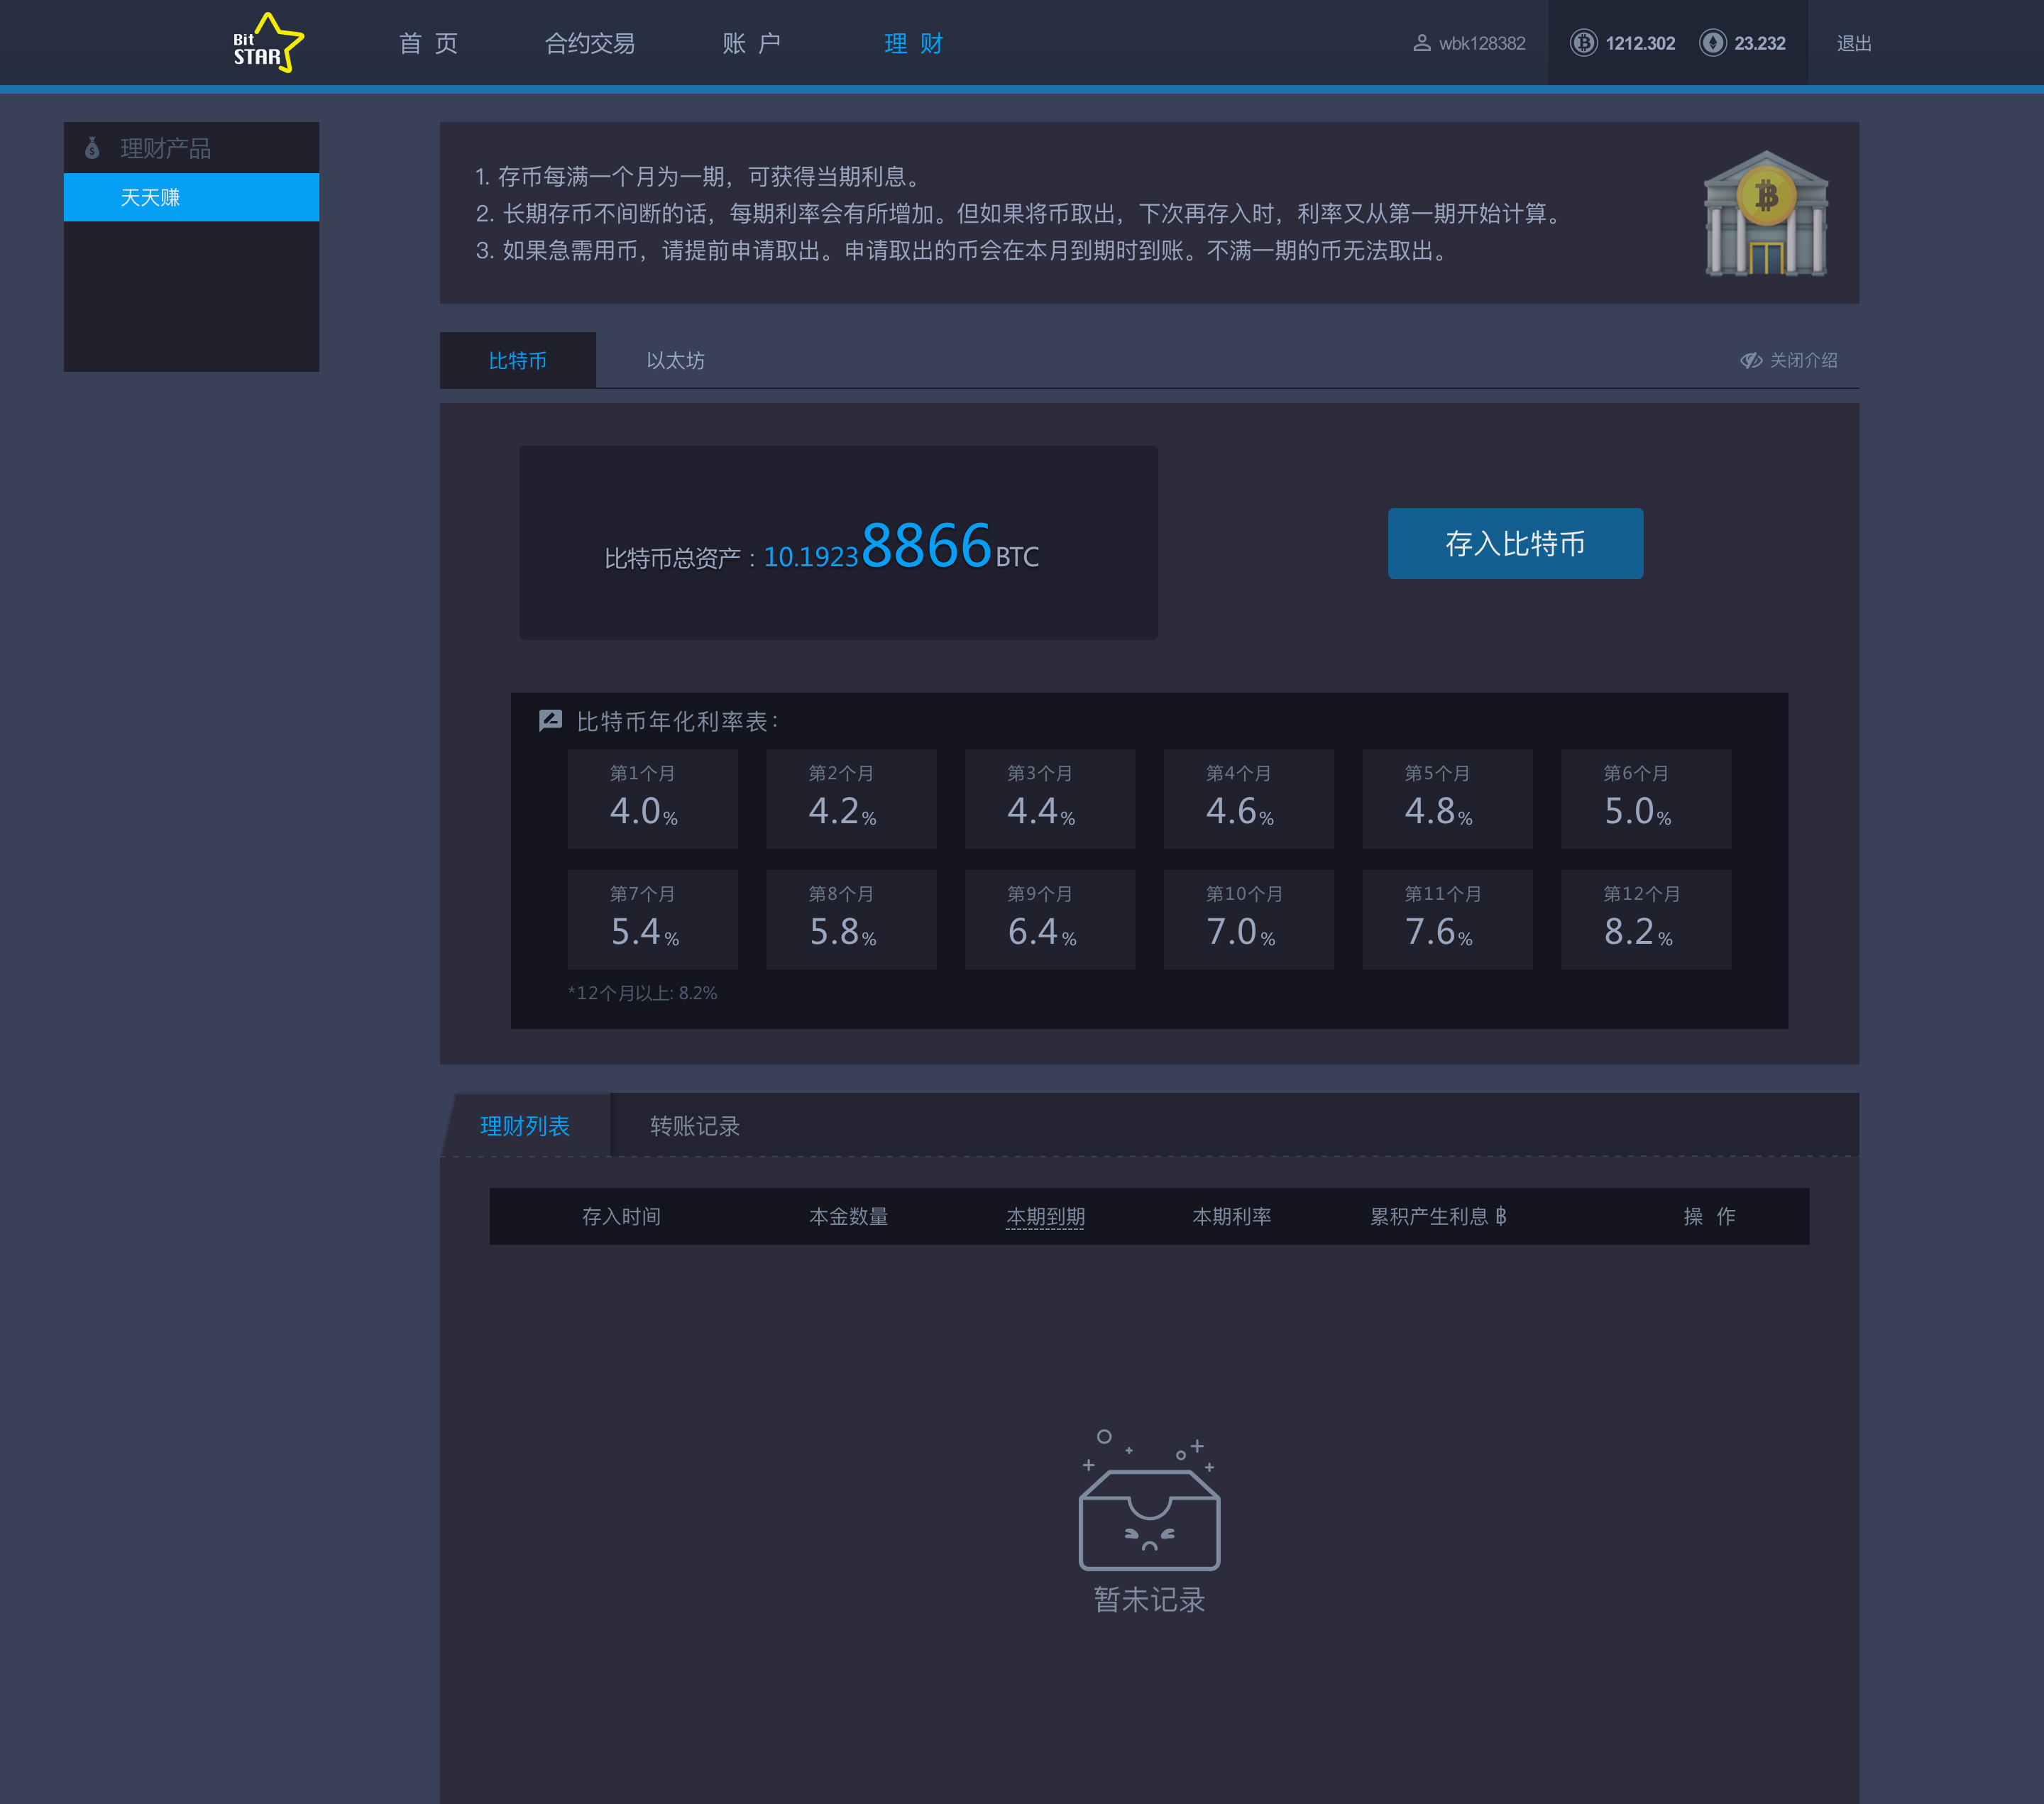 Bit
STAR
首 页 合约交易 账 户 理 财 wbk128382 1212.302 23.232 退出
理财产品
天天赚
1. 存币每满一个月为一期，可获得当期利息。
2. 长期存币不间断的话，每期利率会有所增加。但如果将币取出，下次再存入时，利率又从第一期开始计算。
3. 如果急需用币，请提前申请取出。申请取出的币会在本月到期时到账。不满一期的币无法取出。
比特币 以太坊 关闭介绍
比特币总资产：10.19238866BTC
存入比特币
比特币年化利率表：
第1个月 第2个月 第3个月 第4个月 第5个月 第6个月
4.0% 4.2% 4.4% 4.6% 4.8% 5.0%
第7个月 第8个月 第9个月 第10个月 第11个月 第12个月
5.4% 5.8% 6.4% 7.0% 7.6% 8.2%
*12个月以上: 8.2%
理财列表 转账记录
存入时间 本金数量 本期到期 本期利率 累积产生利息 ฿ 操 作
暂未记录